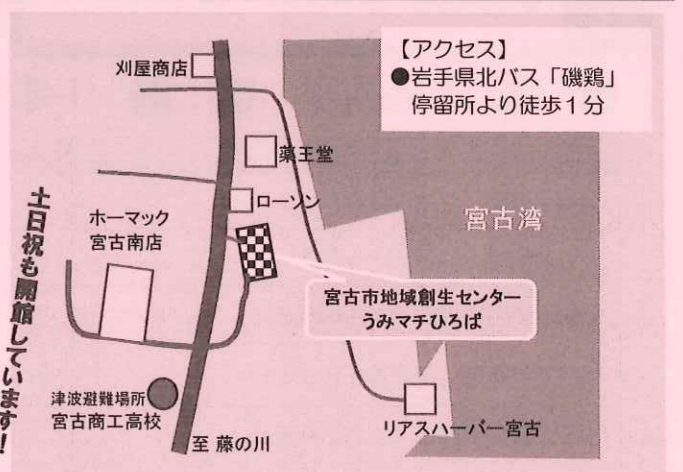 【アクセス】
●岩手県北バス「磯鶏」
停留所より徒歩1分
刈屋商店
薬王堂
ローソン
ホーマック
宮古南店
宮古湾
宮古市地域創生センター
うみマチひろば
土日祝も開館しています!
津波避難場所
宮古商工高校
リアスハーバー宮古
至 藤の川